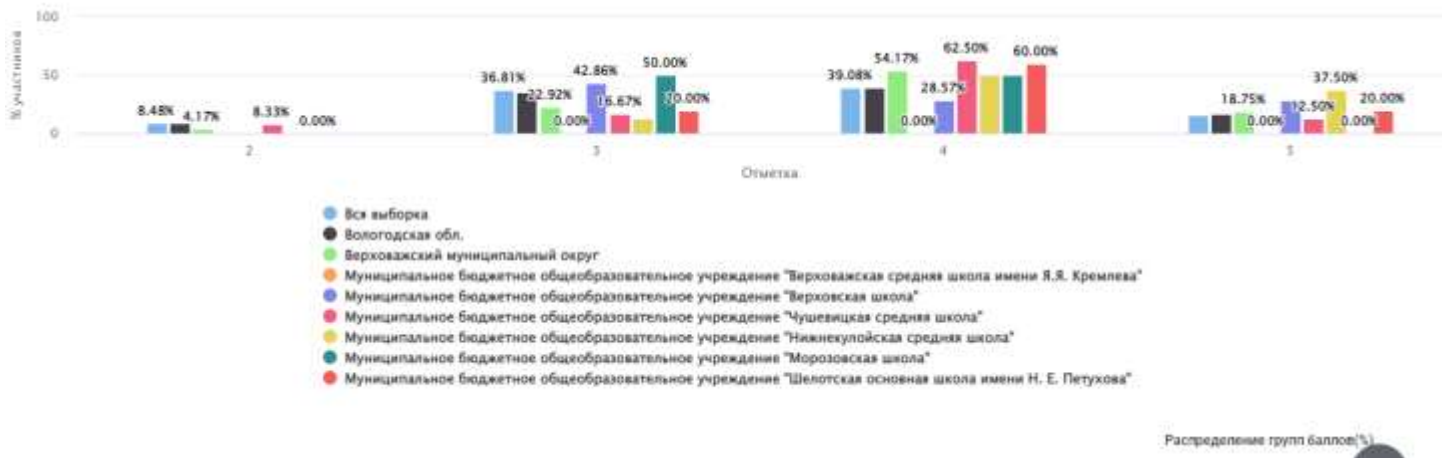 % участников
100
50
0
8.48%
4.17%
8.33%
0.00%
36.81%
22.92%
0.00%
42.86%
16.67%
50.00%
20.00%
39.08%
54.17%
0.00%
28.57%
62.50%
60.00%
18.75%
0.00%
12.50%
37.50%
0.00%
20.00%
2 3 4 5
Отметка
Вся выборка
Вологодская обл.
Верховажский муниципальный округ
Муниципальное бюджетное общеобразовательное учреждение "Верховажская средняя школа имени Я.Я. Кремлева"
Муниципальное бюджетное общеобразовательное учреждение "Верховская школа"
Муниципальное бюджетное общеобразовательное учреждение "Чушевицкая средняя школа"
Муниципальное бюджетное общеобразовательное учреждение "Нижнекулойская средняя школа"
Муниципальное бюджетное общеобразовательное учреждение "Морозовская школа"
Муниципальное бюджетное общеобразовательное учреждение "Шелотская основная школа имени Н. Е. Петухова"
Распределение групп баллов(%)